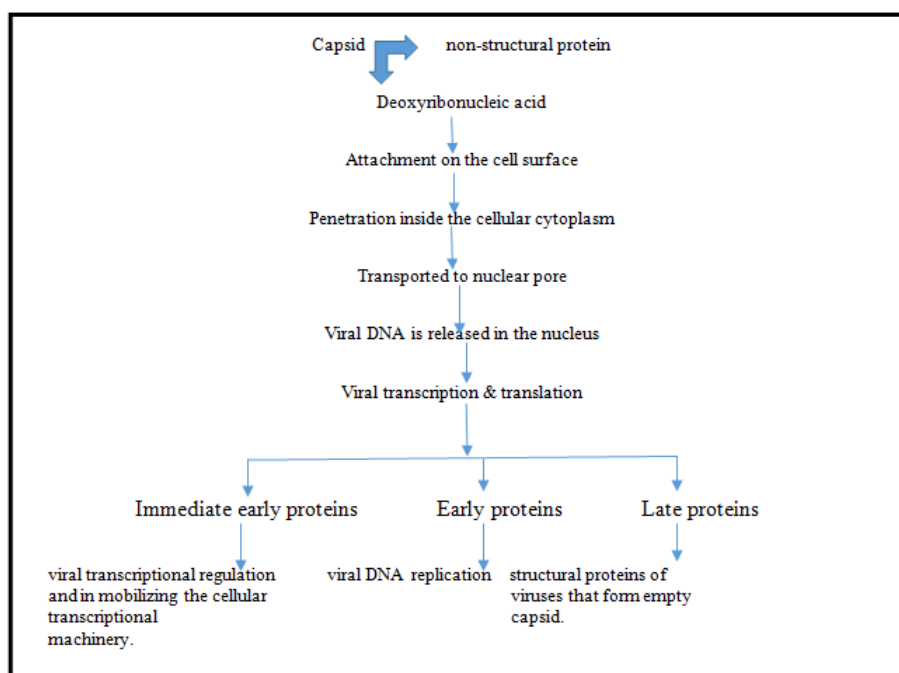 Capsid non-structural protein
Deoxyribonucleic acid
Attachment on the cell surface
Penetration inside the cellular cytoplasm
Transported to nuclear pore
Viral DNA is released in the nucleus
Viral transcription & translation
Immediate early proteins Early proteins Late proteins
viral transcriptional regulation
and in mobilizing the cellular
transcriptional
machinery.
viral DNA replication
structural proteins of
viruses that form empty
capsid.